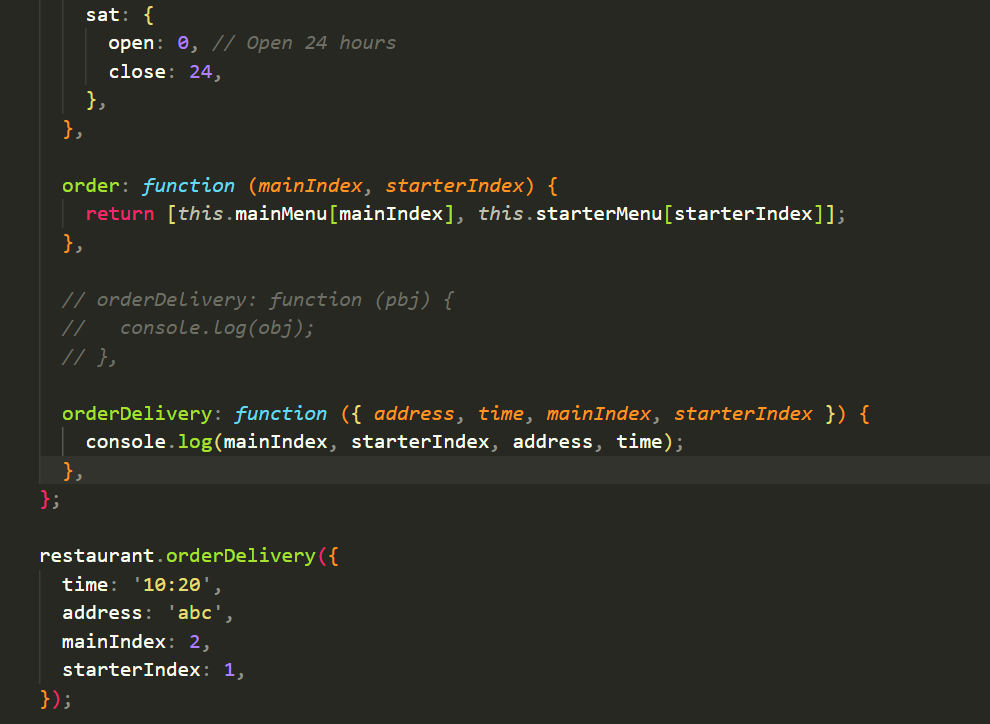 sat: {
open: 0, // Open 24 hours
close: 24,
},
},
order: function (mainIndex, starterIndex) {
return [this.mainMenu[mainIndex], this.starterMenu[starterIndex]];
},
// orderDelivery: function (pbj) {
//   console.log(obj);
// },
orderDelivery: function ({ address, time, mainIndex, starterIndex }) {
console.log(mainIndex, starterIndex, address, time);
},
};
restaurant.orderDelivery({
time: '10:20',
address: 'abc',
mainIndex: 2,
starterIndex: 1,
});